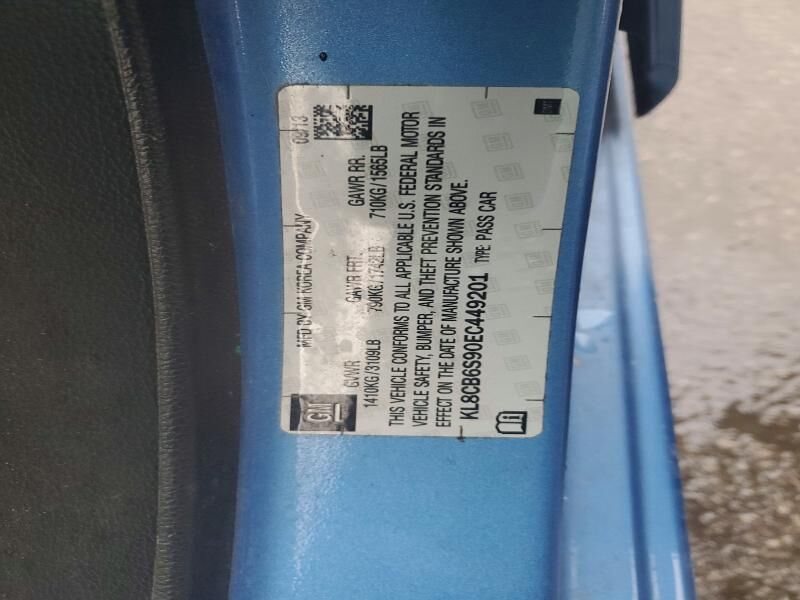 GM
MFD BY GM KOREA COMPANY 09/13
GVWR GAWR FRT. GAWR RR.
1410KG/3109LB 790KG/1742LB 710KG/1565LB
THIS VEHICLE CONFORMS TO ALL APPLICABLE U.S. FEDERAL MOTOR
VEHICLE SAFETY, BUMPER, AND THEFT PREVENTION STANDARDS IN
EFFECT ON THE DATE OF MANUFACTURE SHOWN ABOVE.
KL8CB6S90EC449201 TYPE: PASS CAR